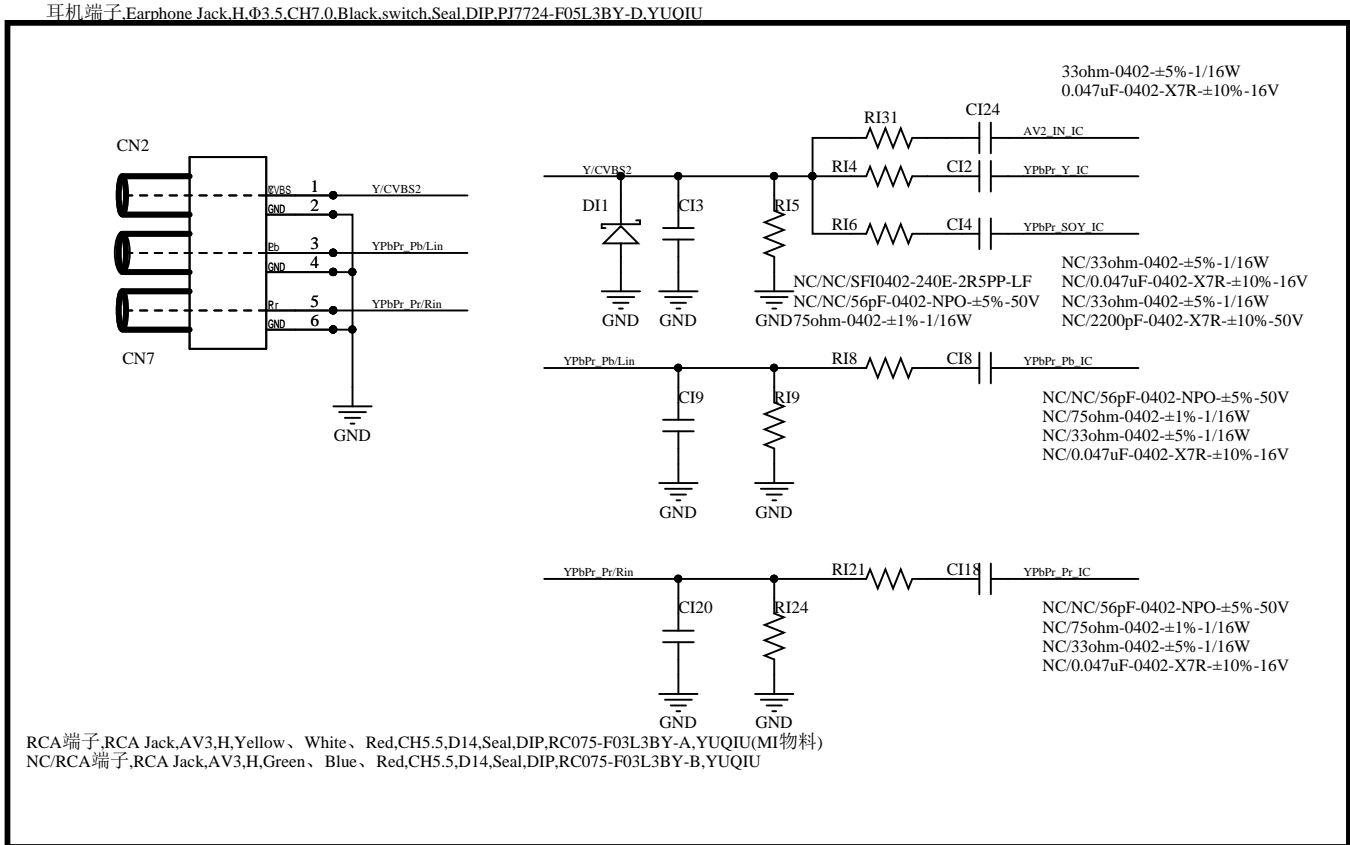 耳机端子,Earphone Jack,H,Φ3.5,CH7.0,Black,switch,Seal,DIP,PJ7724-F05L3BY-D,YUQIU
33ohm-0402-±5%-1/16W
0.047uF-0402-X7R-±10%-16V
CN2
CVBS 1 Y/CVBS2
GND 2
Pb 3 YPbPr_Pb/Lin
GND 4
Rr 5 YPbPr_Pr/Rin
GND 6
CN7
GND
RI31 CI24 AV2_IN_IC
Y/CVBS2 RI4 CI2 YPbPr_Y_IC
DI1 CI3 RI5 RI6 CI4 YPbPr_SOY_IC
GND GND GND
NC/NC/SFI0402-240E-2R5PP-LF
NC/NC/56pF-0402-NPO-±5%-50V
75ohm-0402-±1%-1/16W
NC/33ohm-0402-±5%-1/16W
NC/0.047uF-0402-X7R-±10%-16V
NC/33ohm-0402-±5%-1/16W
NC/2200pF-0402-X7R-±10%-50V
YPbPr_Pb/Lin RI8 CI8 YPbPr_Pb_IC
CI9 RI9
GND GND
NC/NC/56pF-0402-NPO-±5%-50V
NC/75ohm-0402-±1%-1/16W
NC/33ohm-0402-±5%-1/16W
NC/0.047uF-0402-X7R-±10%-16V
YPbPr_Pr/Rin RI21 CI18 YPbPr_Pr_IC
CI20 RI24
GND GND
NC/NC/56pF-0402-NPO-±5%-50V
NC/75ohm-0402-±1%-1/16W
NC/33ohm-0402-±5%-1/16W
NC/0.047uF-0402-X7R-±10%-16V
RCA端子,RCA Jack,AV3,H,Yellow、White、Red,CH5.5,D14,Seal,DIP,RC075-F03L3BY-A,YUQIU(MI物料)
NC/RCA端子,RCA Jack,AV3,H,Green、Blue、Red,CH5.5,D14,Seal,DIP,RC075-F03L3BY-B,YUQIU